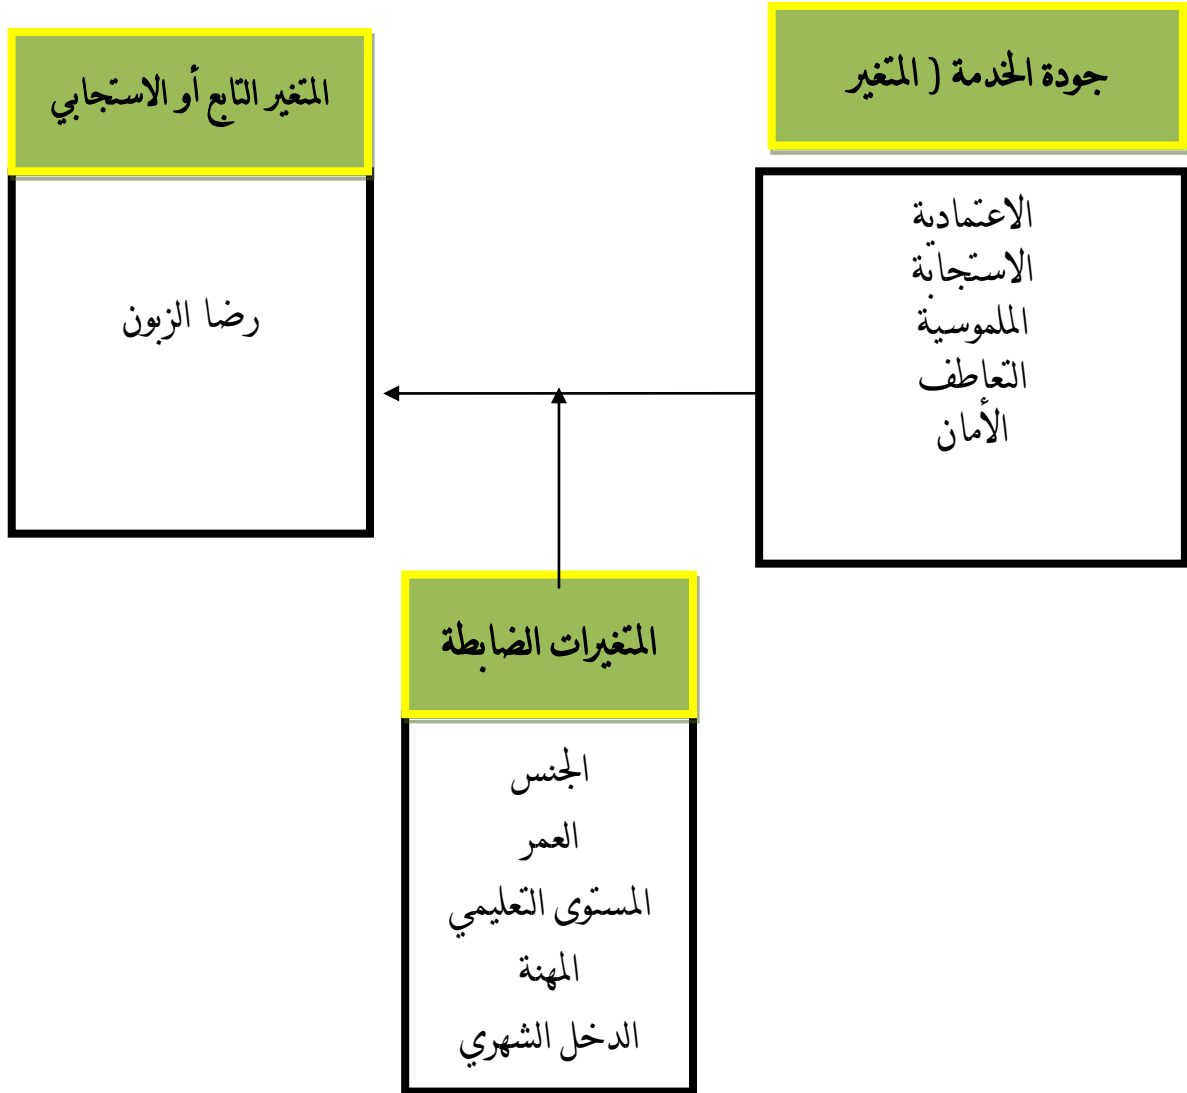 جودة الخدمة ( المتغير
الاعتمادية
الاستجابة
الملموسية
التعاطف
الأمان
المتغير التابع أو الاستجابي
رضا الزبون
المتغيرات الضابطة
الجنس
العمر
المستوى التعليمي
المهنة
الدخل الشهري